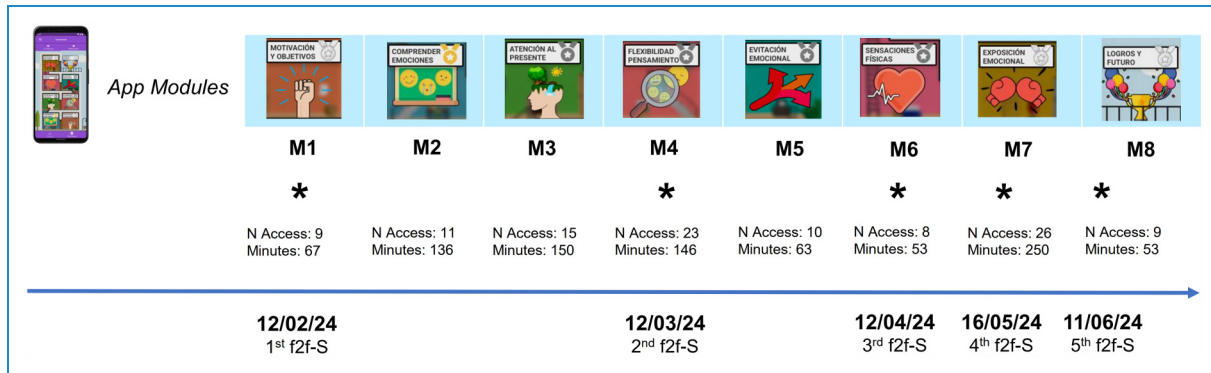 App Modules
MOTIVACIÓN
Y OBJETIVOS
COMPRENDER
EMOCIONES
ATENCIÓN AL
PRESENTE
FLEXIBILIDAD
PENSAMIENTO
EVITACIÓN
EMOCIONAL
SENSACIONES
FÍSICAS
EXPOSICIÓN
EMOCIONAL
LOGROS Y
FUTURO
M1 M2 M3 M4 M5 M6 M7 M8
* * * * *
N Access: 9
Minutes: 67
N Access: 11
Minutes: 136
N Access: 15
Minutes: 150
N Access: 23
Minutes: 146
N Access: 10
Minutes: 63
N Access: 8
Minutes: 53
N Access: 26
Minutes: 250
N Access: 9
Minutes: 53
12/02/24
1st f2f-S
12/03/24
2nd f2f-S
12/04/24
3rd f2f-S
16/05/24
4th f2f-S
11/06/24
5th f2f-S